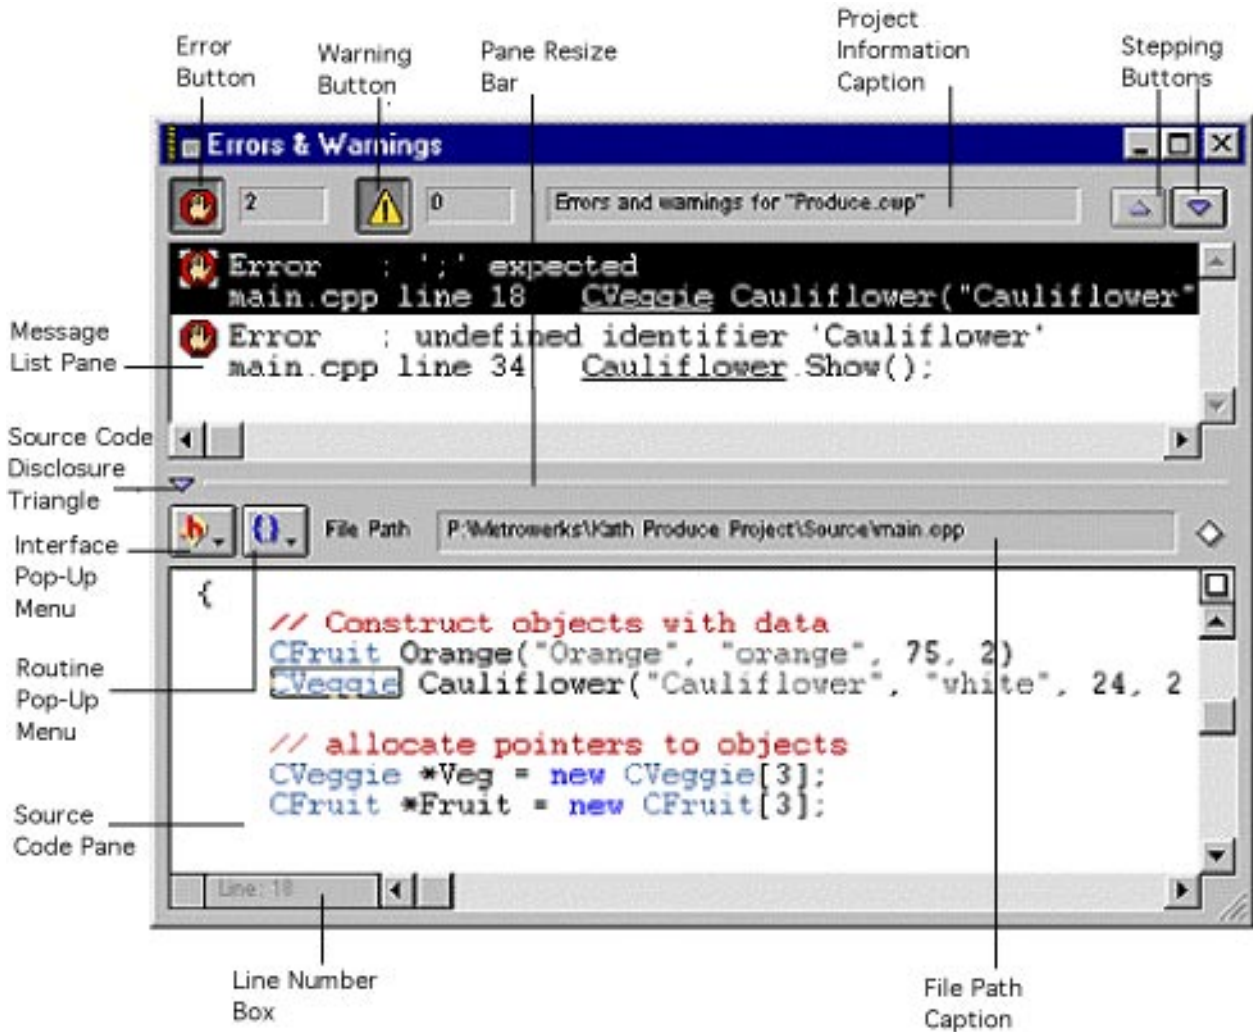 Error
Button
Warning
Button
Pane Resize
Bar
Project
Information
Caption
Stepping
Buttons
Errors & Warnings
2
0
Errors and warnings for "Produce.cwp"
Error : ';' expected
main.cpp line 18 CVeggie Cauliflower("Cauliflower"
Error : undefined identifier 'Cauliflower'
main.cpp line 34 Cauliflower.Show();
Message
List Pane
Source Code
Disclosure
Triangle
File Path P:\Metrowerks\Kath Produce Project\Source\main.cpp
Interface
Pop-Up
Menu
{
// Construct objects with data
CFruit Orange("Orange", "orange", 75, 2)
CVeggie Cauliflower("Cauliflower", "white", 24, 2
// allocate pointers to objects
CVeggie *Veg = new CVeggie[3];
CFruit *Fruit = new CFruit[3];
Routine
Pop-Up
Menu
Source
Code Pane
Line: 18
Line Number
Box
File Path
Caption